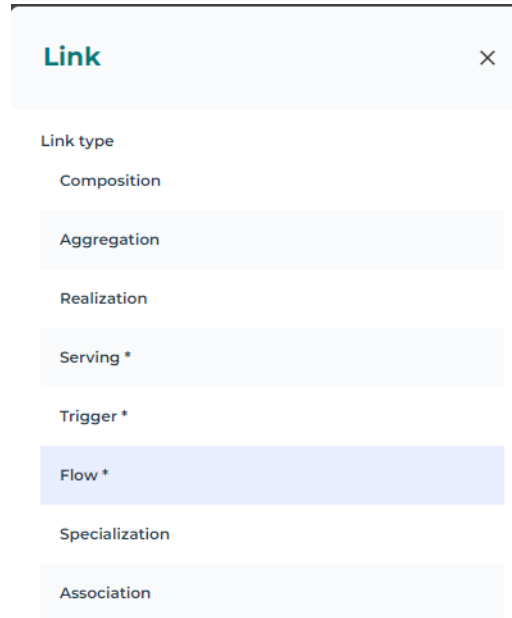 Link
Link type
Composition
Aggregation
Realization
Serving *
Trigger *
Flow *
Specialization
Association